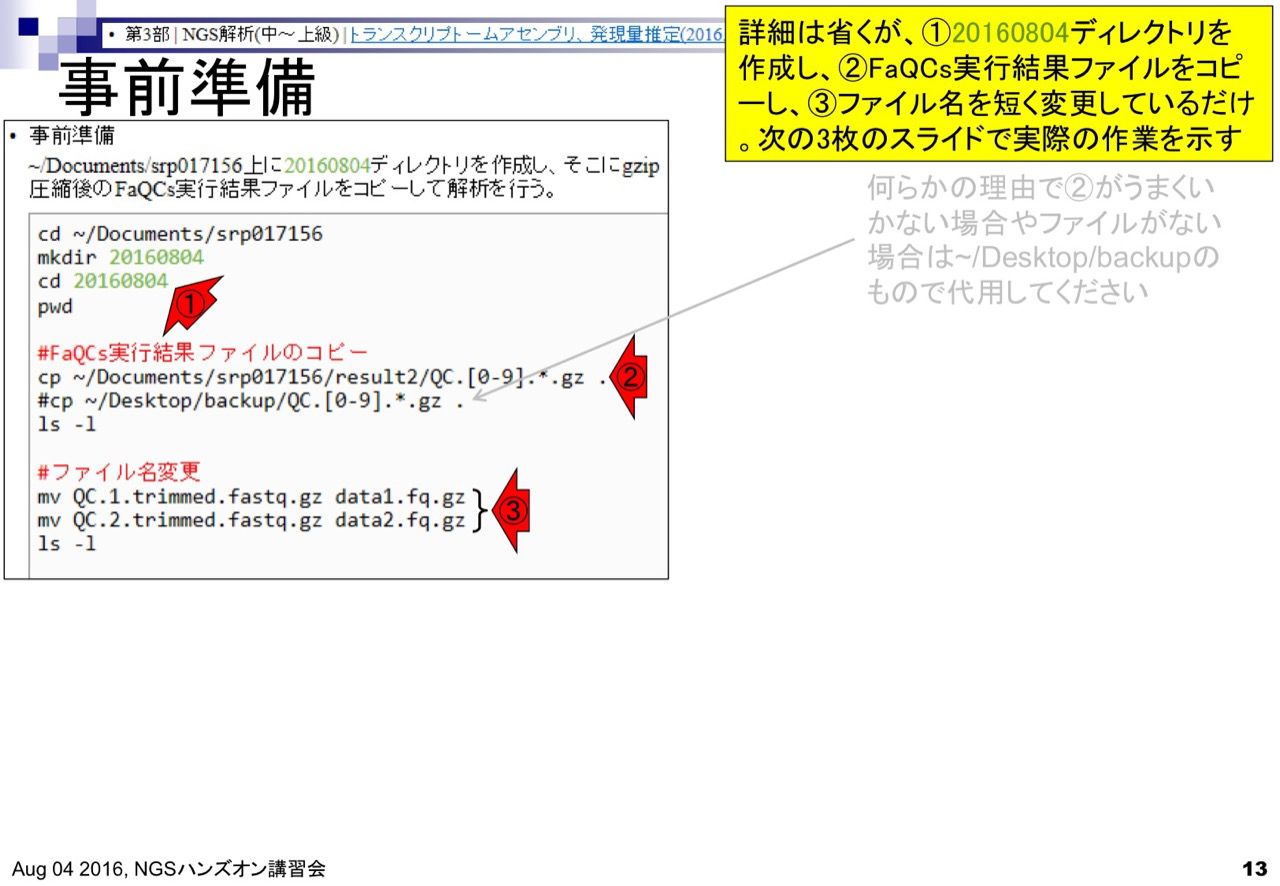 • 第3部 | NGS解析(中～上級) | トランスクリプトームアセンブリ、発現量推定(2016
事前準備
詳細は省くが、①20160804ディレクトリを
作成し、②FaQCs実行結果ファイルをコピ
ーし、③ファイル名を短く変更しているだけ
。次の3枚のスライドで実際の作業を示す
何らかの理由で②がうまくい
かない場合やファイルがない
場合は~/Desktop/backupの
もので代用してください
• 事前準備
~/Documents/srp017156上に20160804ディレクトリを作成し、そこにgzip
圧縮後のFaQCs実行結果ファイルをコピーして解析を行う。
cd ~/Documents/srp017156
mkdir 20160804
cd 20160804
①
pwd
#FaQCs実行結果ファイルのコピー
cp ~/Documents/srp017156/result2/QC.[0-9].*.gz .
②
#cp ~/Desktop/backup/QC.[0-9].*.gz .
ls -l
#ファイル名変更
mv QC.1.trimmed.fastq.gz data1.fq.gz
mv QC.2.trimmed.fastq.gz data2.fq.gz
③
ls -l
Aug 04 2016, NGSハンズオン講習会
13